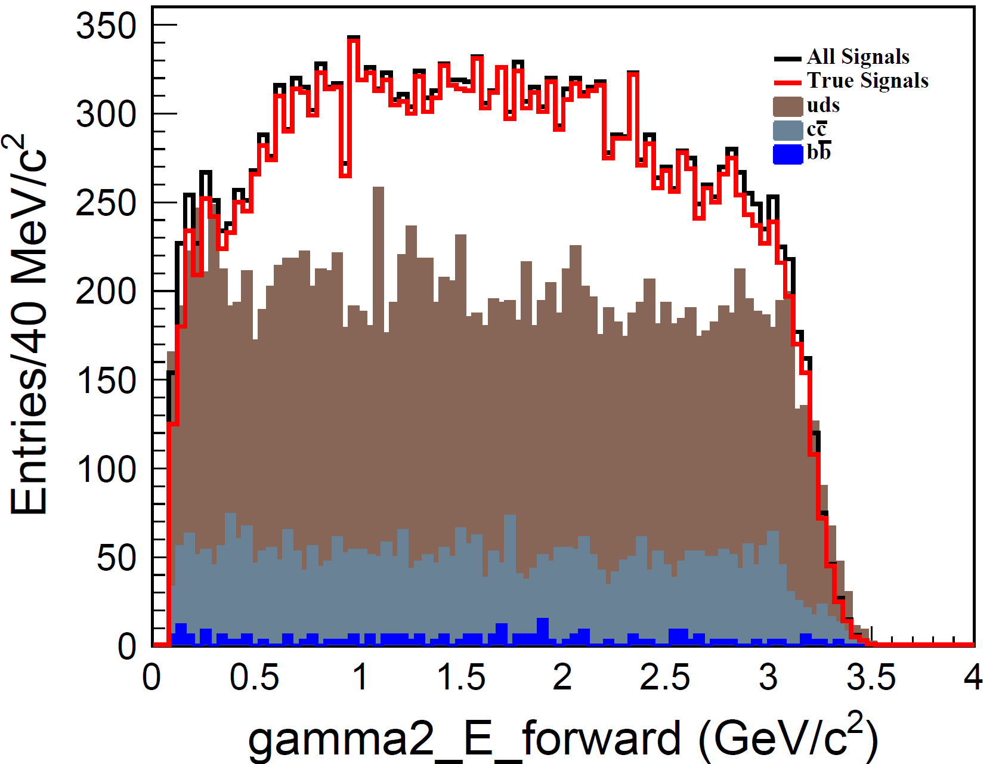 Entries/40 MeV/c²
350
300
250
200
150
100
50
0
All Signals
True Signals
uds
cc̅
bb̅
0 0.5 1 1.5 2 2.5 3 3.5 4
gamma2_E_forward (GeV/c²)